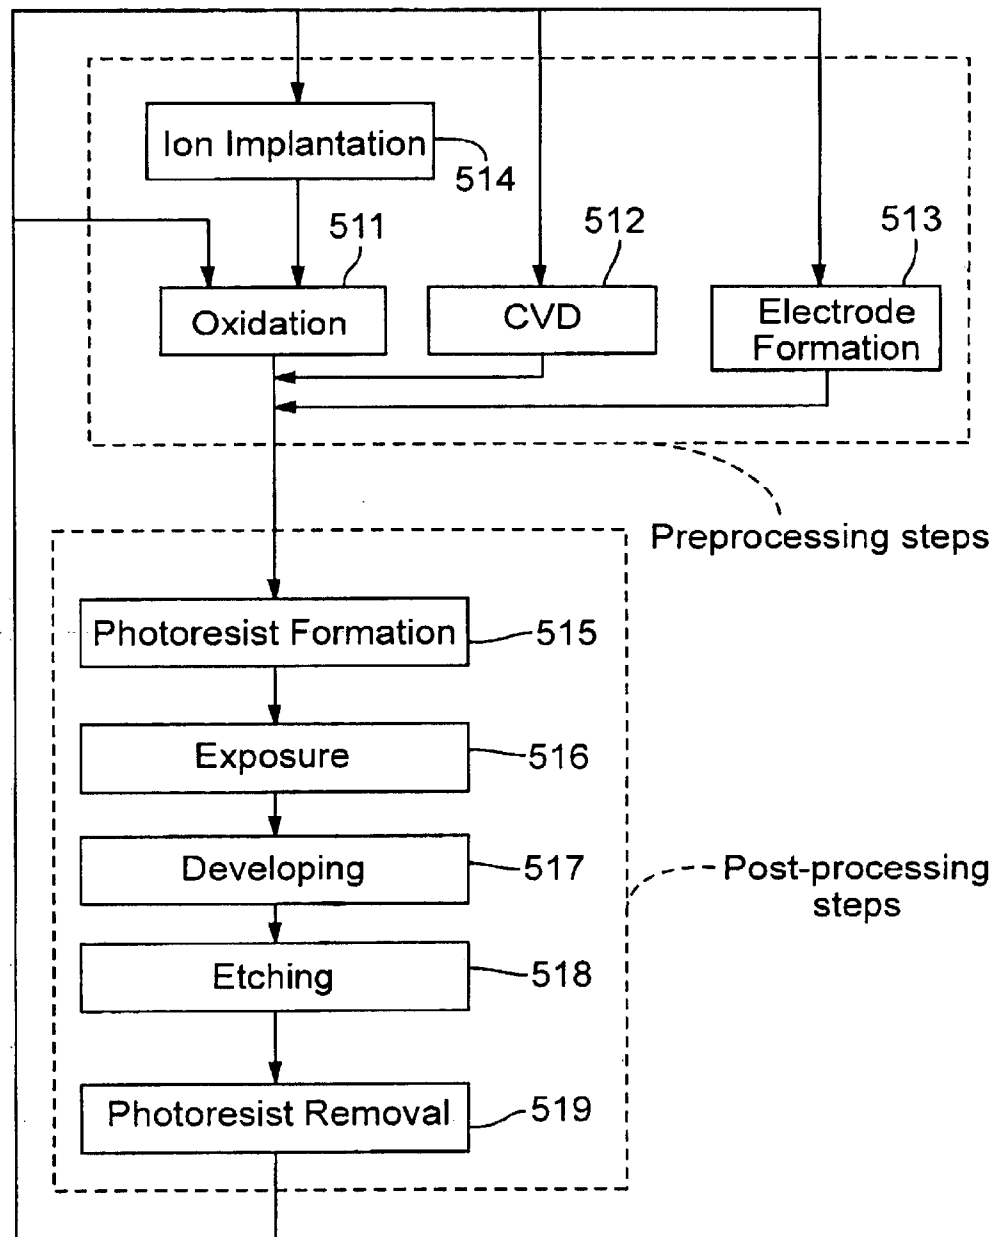 Ion Implantation
514
511
512
513
Oxidation
CVD
Electrode
Formation
Preprocessing steps
Photoresist Formation
515
Exposure
516
Developing
517
Post-processing
steps
Etching
518
Photoresist Removal
519